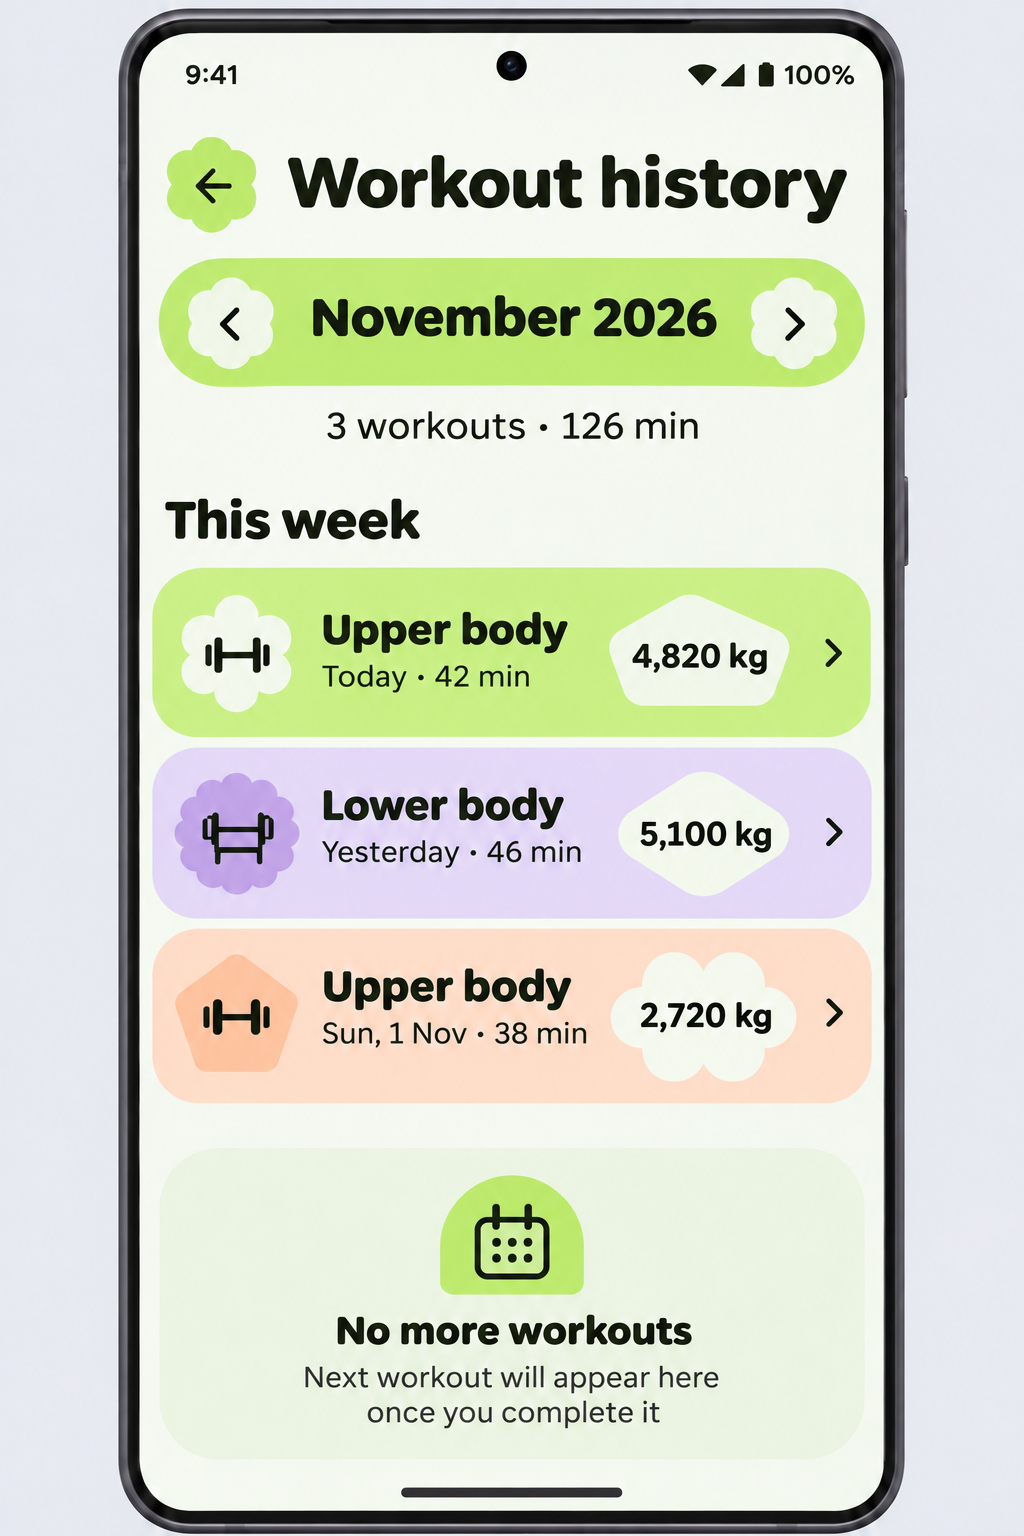 9:41
100%
Workout history
November 2026
3 workouts • 126 min
This week
Upper body
Today • 42 min
4,820 kg
Lower body
Yesterday • 46 min
5,100 kg
Upper body
Sun, 1 Nov • 38 min
2,720 kg
No more workouts
Next workout will appear here
once you complete it